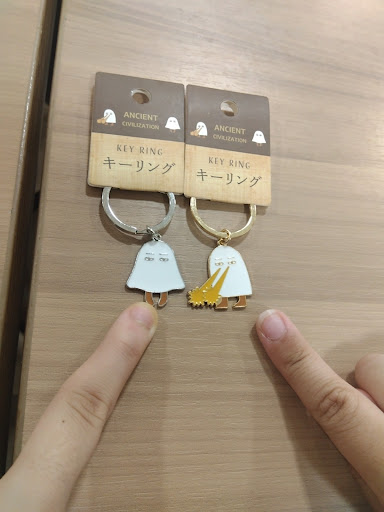 ANCIENT
CIVILIZATION
KEY RING
キーリング
ANCIENT
CIVILIZATION
KEY RING
キーリング